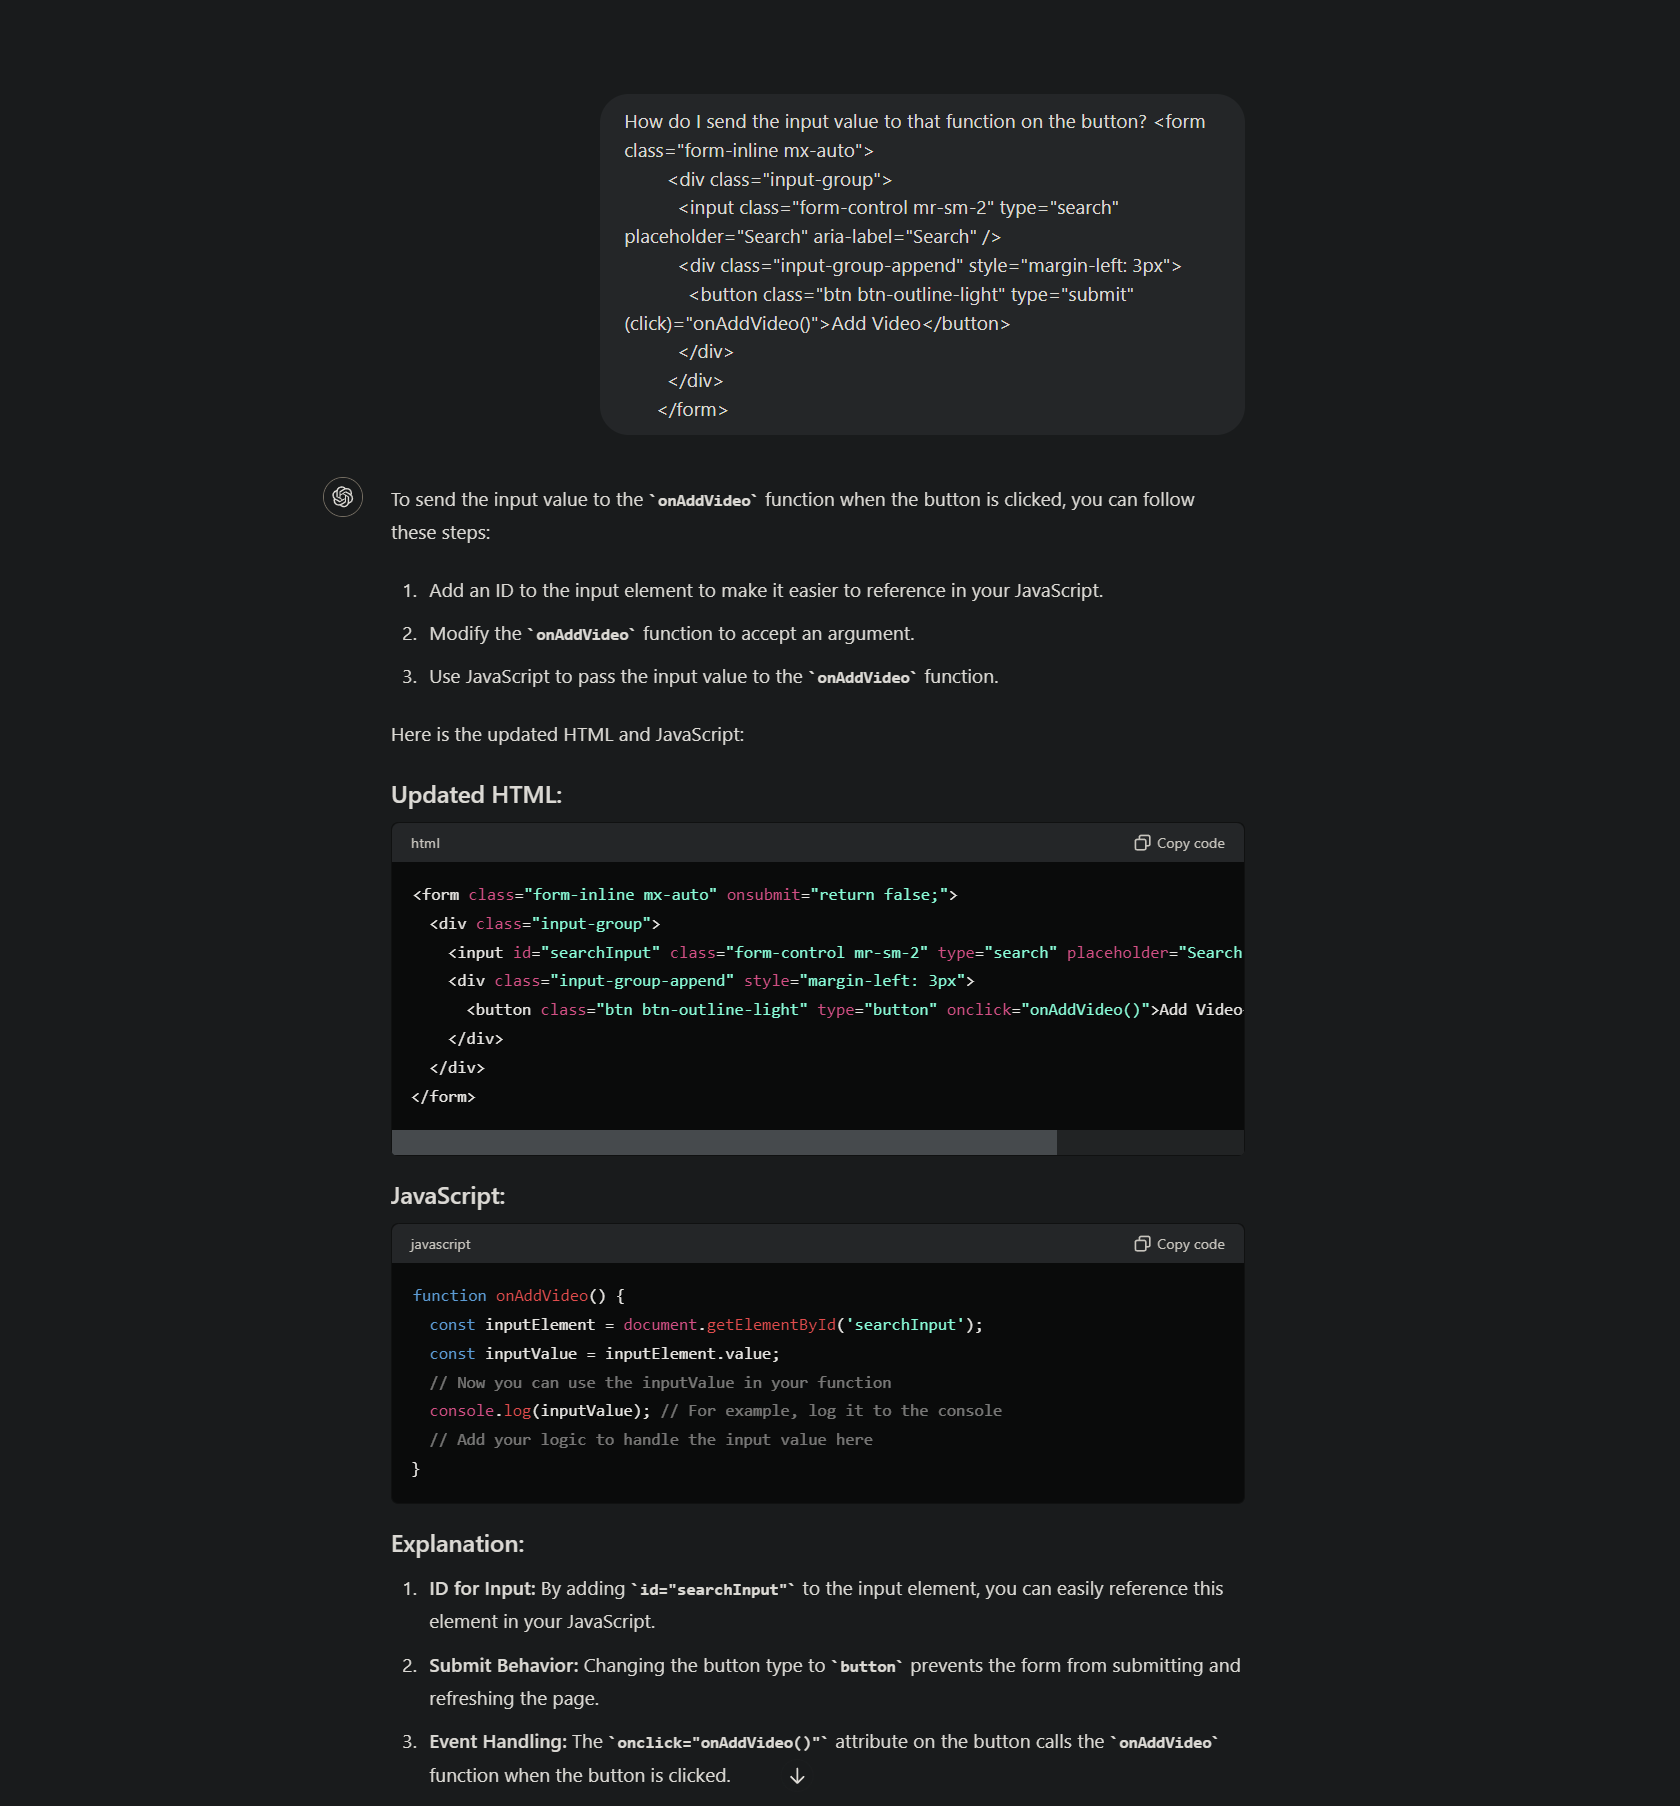 How do I send the input value to that function on the button? <form
class="form-inline mx-auto">
<div class="input-group">
<input class="form-control mr-sm-2" type="search"
placeholder="Search" aria-label="Search" />
<div class="input-group-append" style="margin-left: 3px">
<button class="btn btn-outline-light" type="submit"
(click)="onAddVideo()">Add Video</button>
</div>
</div>
</form>
To send the input value to the `onAddVideo` function when the button is clicked, you can follow
these steps:
1. Add an ID to the input element to make it easier to reference in your JavaScript.
2. Modify the `onAddVideo` function to accept an argument.
3. Use JavaScript to pass the input value to the `onAddVideo` function.
Here is the updated HTML and JavaScript:
Updated HTML:
html Copy code
<form class="form-inline mx-auto" onsubmit="return false;">
<div class="input-group">
<input id="searchInput" class="form-control mr-sm-2" type="search" placeholder="Search
<div class="input-group-append" style="margin-left: 3px">
<button class="btn btn-outline-light" type="button" onclick="onAddVideo()">Add Video
</div>
</div>
</form>
JavaScript:
javascript Copy code
function onAddVideo() {
const inputElement = document.getElementById('searchInput');
const inputValue = inputElement.value;
// Now you can use the inputValue in your function
console.log(inputValue); // For example, log it to the console
// Add your logic to handle the input value here
}
Explanation:
1. ID for Input: By adding `id="searchInput"` to the input element, you can easily reference this
element in your JavaScript.
2. Submit Behavior: Changing the button type to `button` prevents the form from submitting and
refreshing the page.
3. Event Handling: The `onclick="onAddVideo()"` attribute on the button calls the `onAddVideo`
function when the button is clicked.